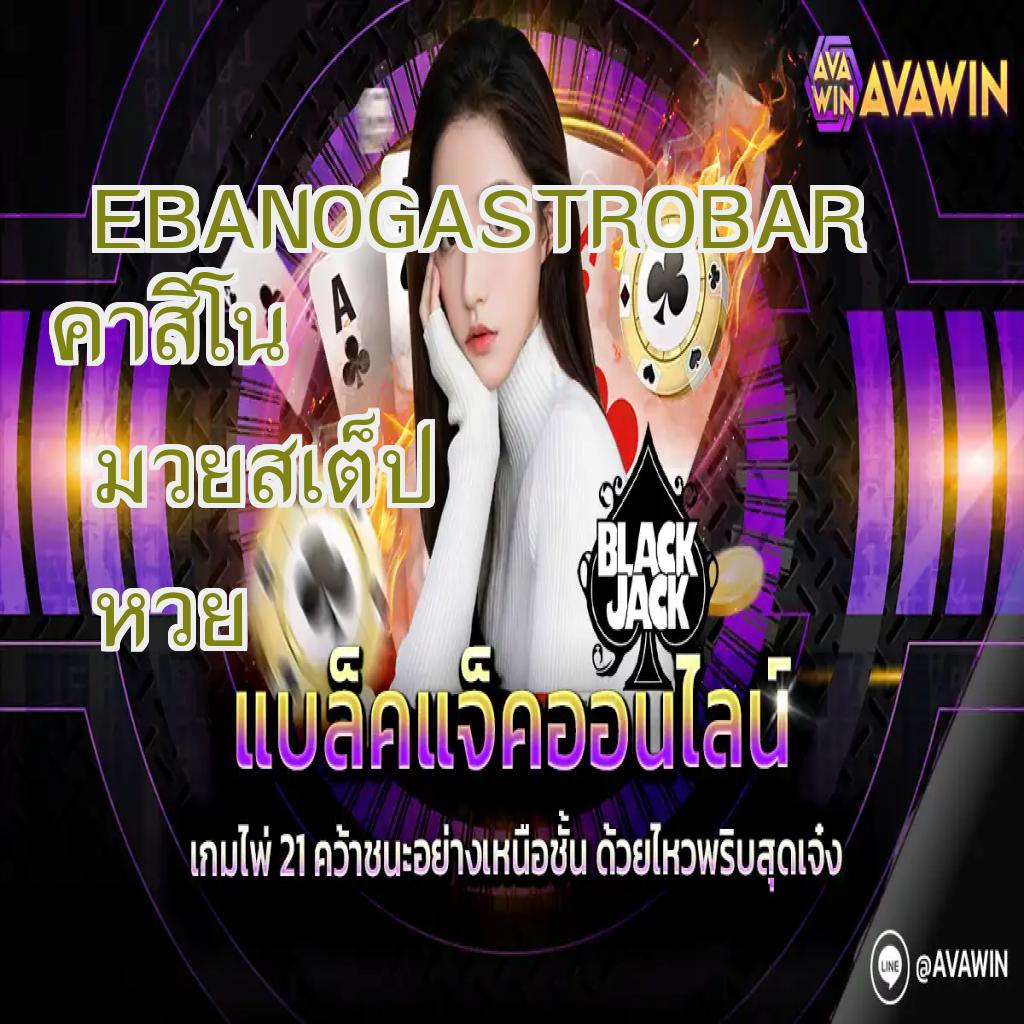 AVA
WIN
AVAWIN
EBANOGASTROBAR
คาสิโน
A
มวยสเต็ป
BLACK
JACK
หวย
แบล็คแจ็คออนไลน์
เกมไพ่ 21 คว้าชนะอย่างเหนือชั้น ด้วยไหวพริบสุดเจ๋ง
LINE
@AVAWIN